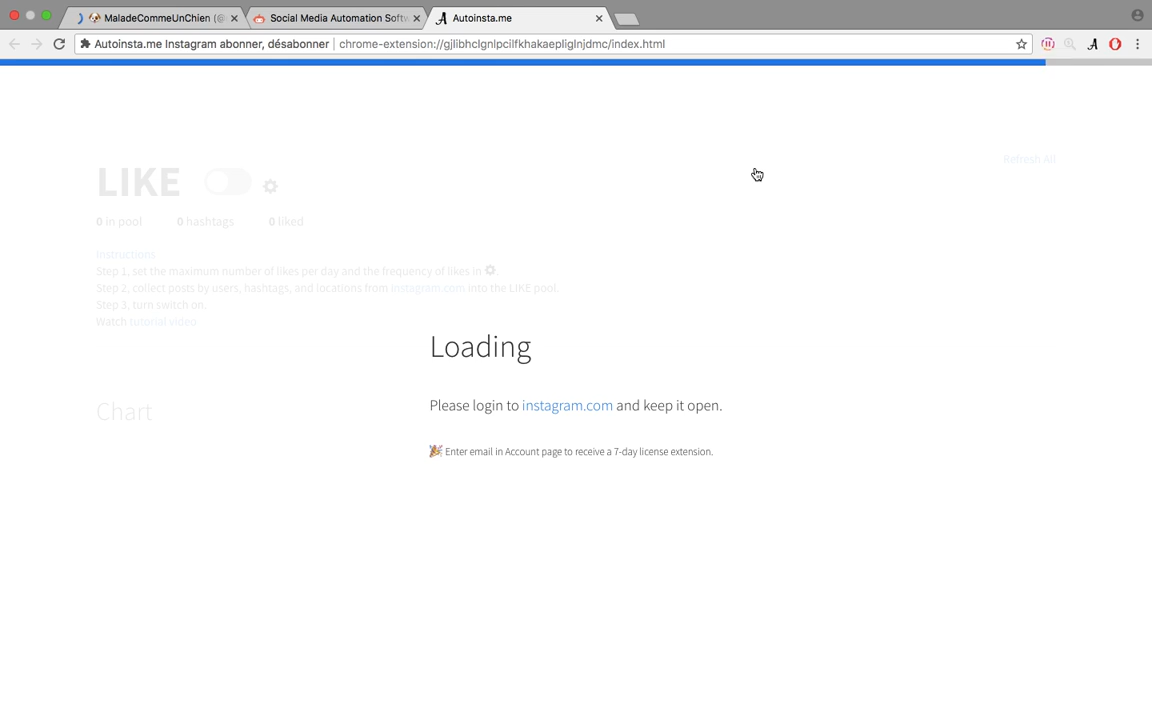 MaladeCommeUnChien (@
Social Media Automation Softw
Autoinsta.me
Autoinsta.me Instagram abonner, désabonner | chrome-extension://gjlibhclgnlpcilfkhakaepligInjdmc/index.html
Refresh All
LIKE
0 in pool 0 hashtags 0 liked
Instructions
Step 1, set the maximum number of likes per day and the frequency of likes in ⚙.
Step 2, collect posts by users, hashtags, and locations from instagram.com into the LIKE pool.
Step 3, turn switch on.
Watch tutorial video.
Loading
Please login to instagram.com and keep it open.
Chart
🎉 Enter email in Account page to receive a 7-day license extension.